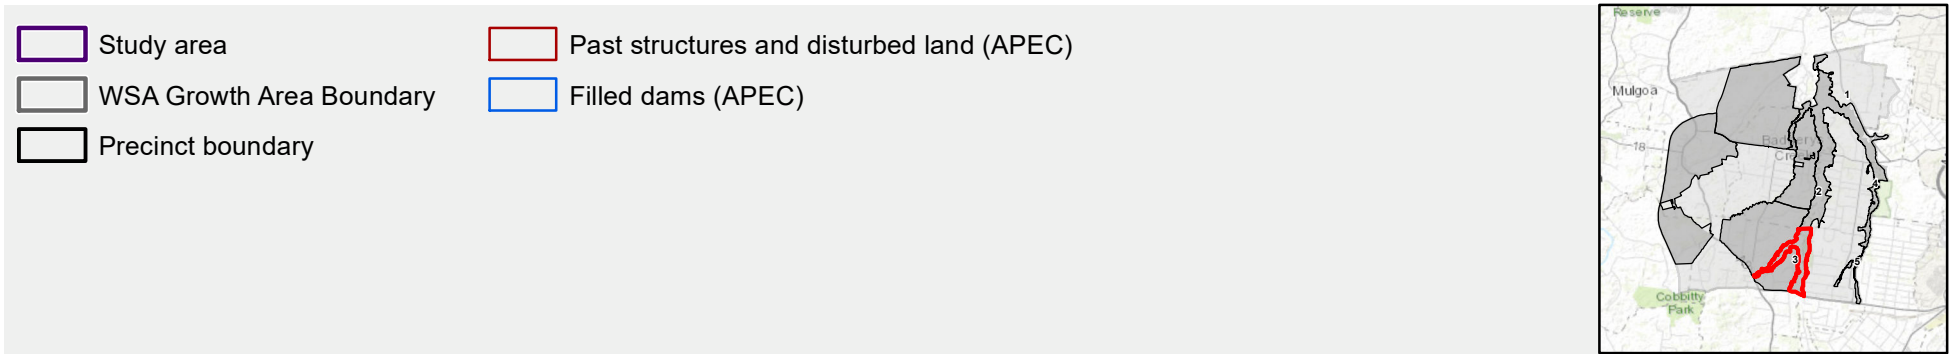 Study area
WSA Growth Area Boundary
Precinct boundary
Past structures and disturbed land (APEC)
Filled dams (APEC)
Reserve
Mulgoa
1
18
2
4
3
5
Cobbitty
Park